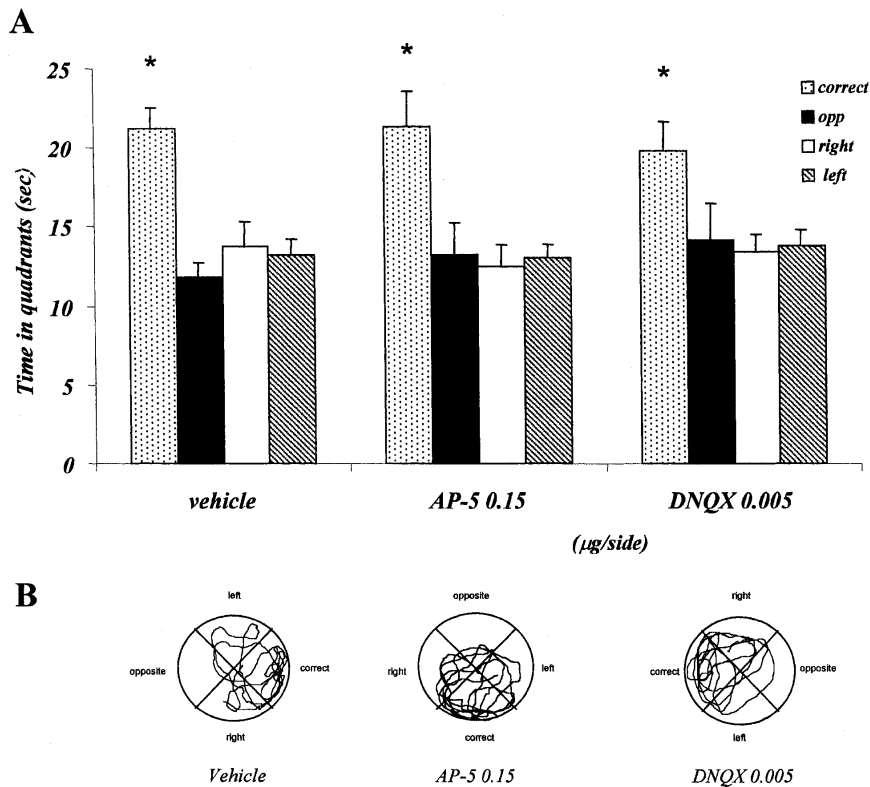 A
Time in quadrants (sec)
25
20
15
10
5
0
* * *
correct
opp
right
left
vehicle AP-5 0.15 DNQX 0.005
(μg/side)
B
left
opposite
correct
right
Vehicle
opposite
right
left
correct
AP-5 0.15
right
correct
opposite
left
DNQX 0.005